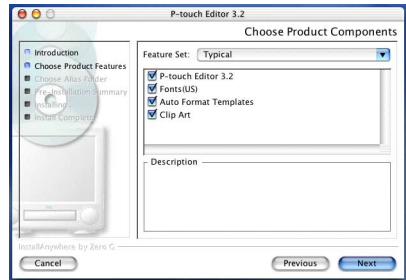 P-touch Editor 3.2
Choose Product Components
Introduction
Choose Product Features
Choose Alias Folder
Pre-Installation Summary
Installing...
Install Complete
Feature Set: Typical
P-touch Editor 3.2
Fonts(US)
Auto Format Templates
Clip Art
Description
InstallAnywhere by Zero G
Cancel
Previous
Next